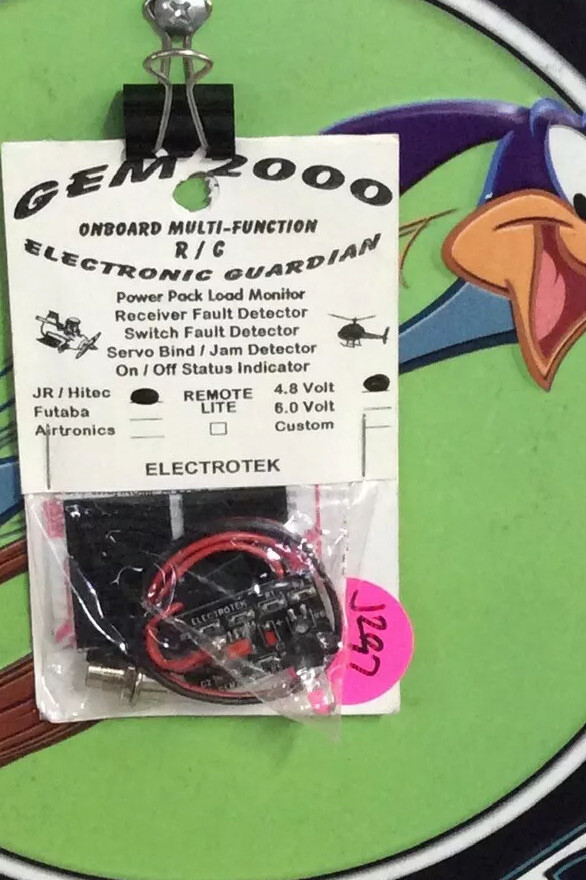 GEM 2000
ONBOARD MULTI-FUNCTION
R / C
ELECTRONIC GUARDIAN
Power Pack Load Monitor
Receiver Fault Detector
Switch Fault Detector
Servo Bind / Jam Detector
On / Off Status Indicator
JR / Hitec
Futaba
Airtronics
REMOTE
LITE
4.8 Volt
6.0 Volt
Custom
ELECTROTEK
ELECTROTEK
J297